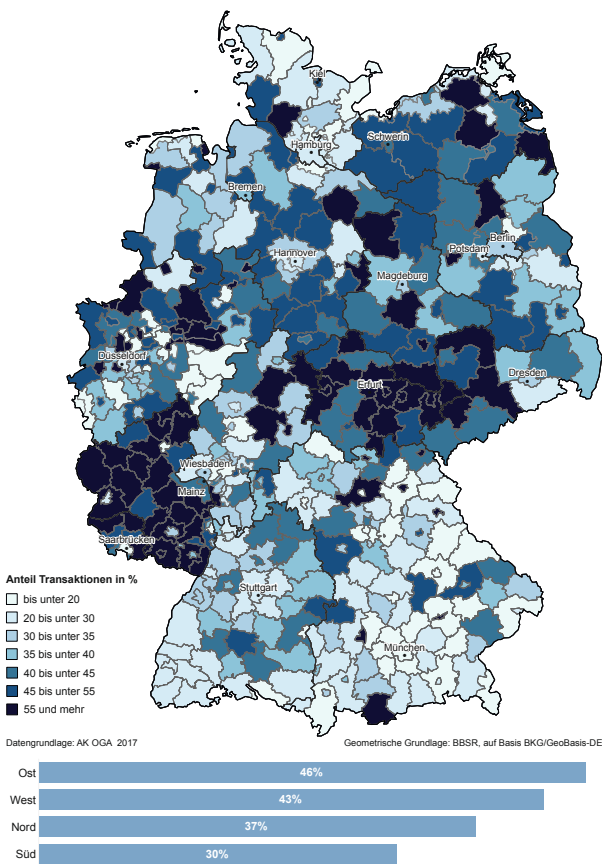 Kiel
Schwerin
Hamburg
Bremen
Berlin
Potsdam
Hannover
Magdeburg
Düsseldorf
Dresden
Erfurt
Wiesbaden
Mainz
Saarbrücken
Stuttgart
München
Anteil Transaktionen in %
bis unter 20
20 bis unter 30
30 bis unter 35
35 bis unter 40
40 bis unter 45
45 bis unter 55
55 und mehr
Datengrundlage: AK OGA 2017
Geometrische Grundlage: BBSR, auf Basis BKG/GeoBasis-DE
Ost 46%
West 43%
Nord 37%
Süd 30%